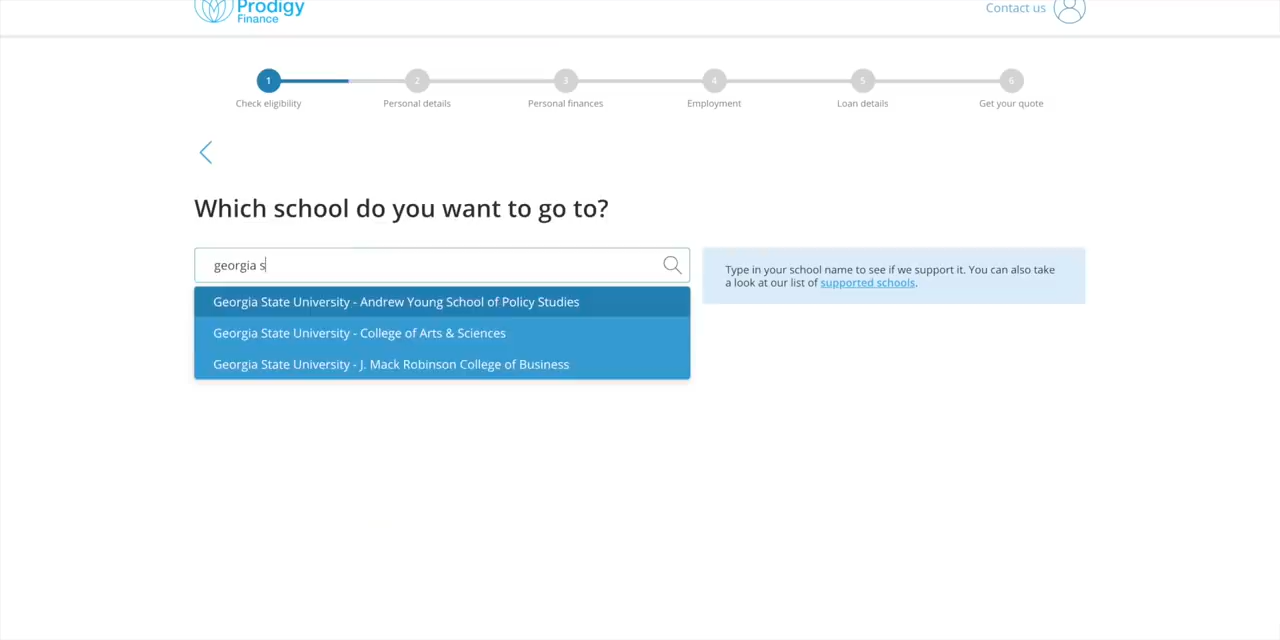 Prodigy
Finance
Contact us
1 2 3 4 5 6
Check eligibility Personal details Personal finances Employment Loan details Get your quote
Which school do you want to go to?
georgia s
Georgia State University - Andrew Young School of Policy Studies
Georgia State University - College of Arts & Sciences
Georgia State University - J. Mack Robinson College of Business
Type in your school name to see if we support it. You can also take
a look at our list of supported schools.